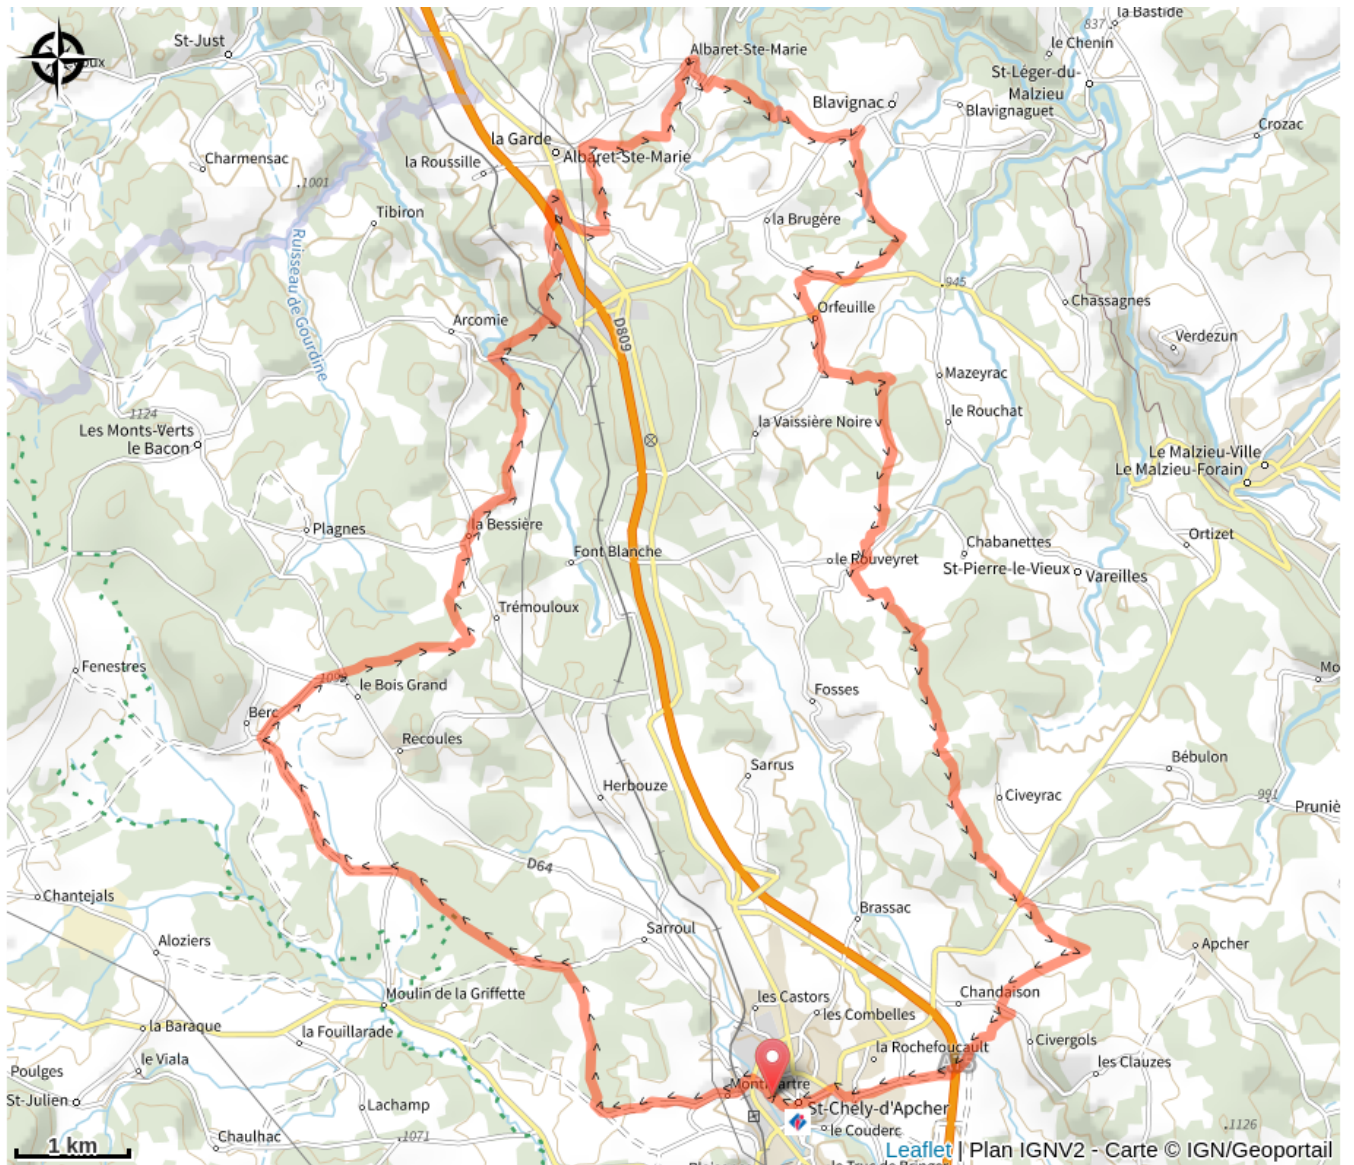 la Bastide
837
St-Just
Albaret-Ste-Marie
le Chenin
St-Léger-du-
Malzieu
Blavignac
Blavignaguet
Crozac
la Garde
Albaret-Ste-Marie
la Roussille
Charmensac
1001
Tibiron
la Brugére
Ruisseau de Gourdine
945
Chassagnes
Orfeuille
Arcomie
D809
Verdezun
Mazeyrac
1124
le Rouchat
Les Monts-Verts
le Bacon
la Vaissière Noire
Le Malzieu-Ville
Le Malzieu-Forain
Plagnes
la Bessière
Ortizet
Font Blanche
Chabanettes
le Rouveyret
St-Pierre-le-Vieux
Vareilles
Trémouloux
Fenestres
Mo
le Bois Grand
Fosses
Berc
Recoules
Sarrus
Bébulon
Herbouze
Civeyrac
991
Pruniè
D64
Chantejals
Brassac
Sarroul
Aloziers
Apcher
Moulin de la Griffette
les Castors
Chandaison
les Combelles
la Baraque
la Fouillarade
Civergols
la Rochefoucault
le Viala
les Clauzes
Poulges
Montmartre
St-Julien
Lachamp
St-Chély-d'Apcher
le Couderc
1126
Chaulhac
1071
1 km
Leaflet | Plan IGNV2 - Carte © IGN/Geoportail